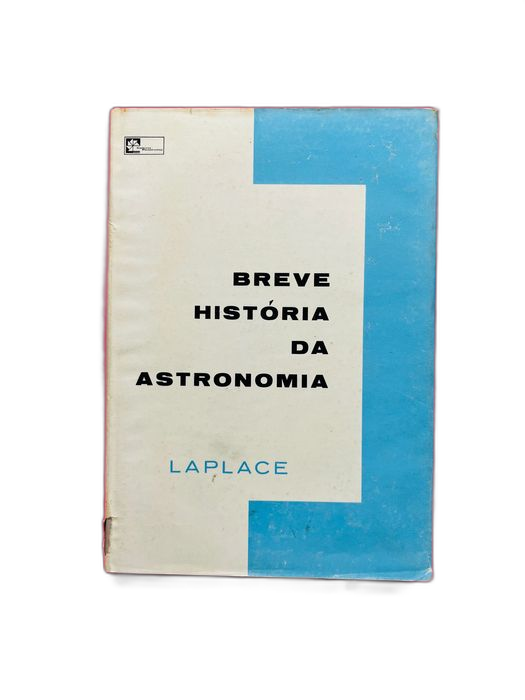 BREVE
HISTÓRIA
DA
ASTRONOMIA
LAPLACE